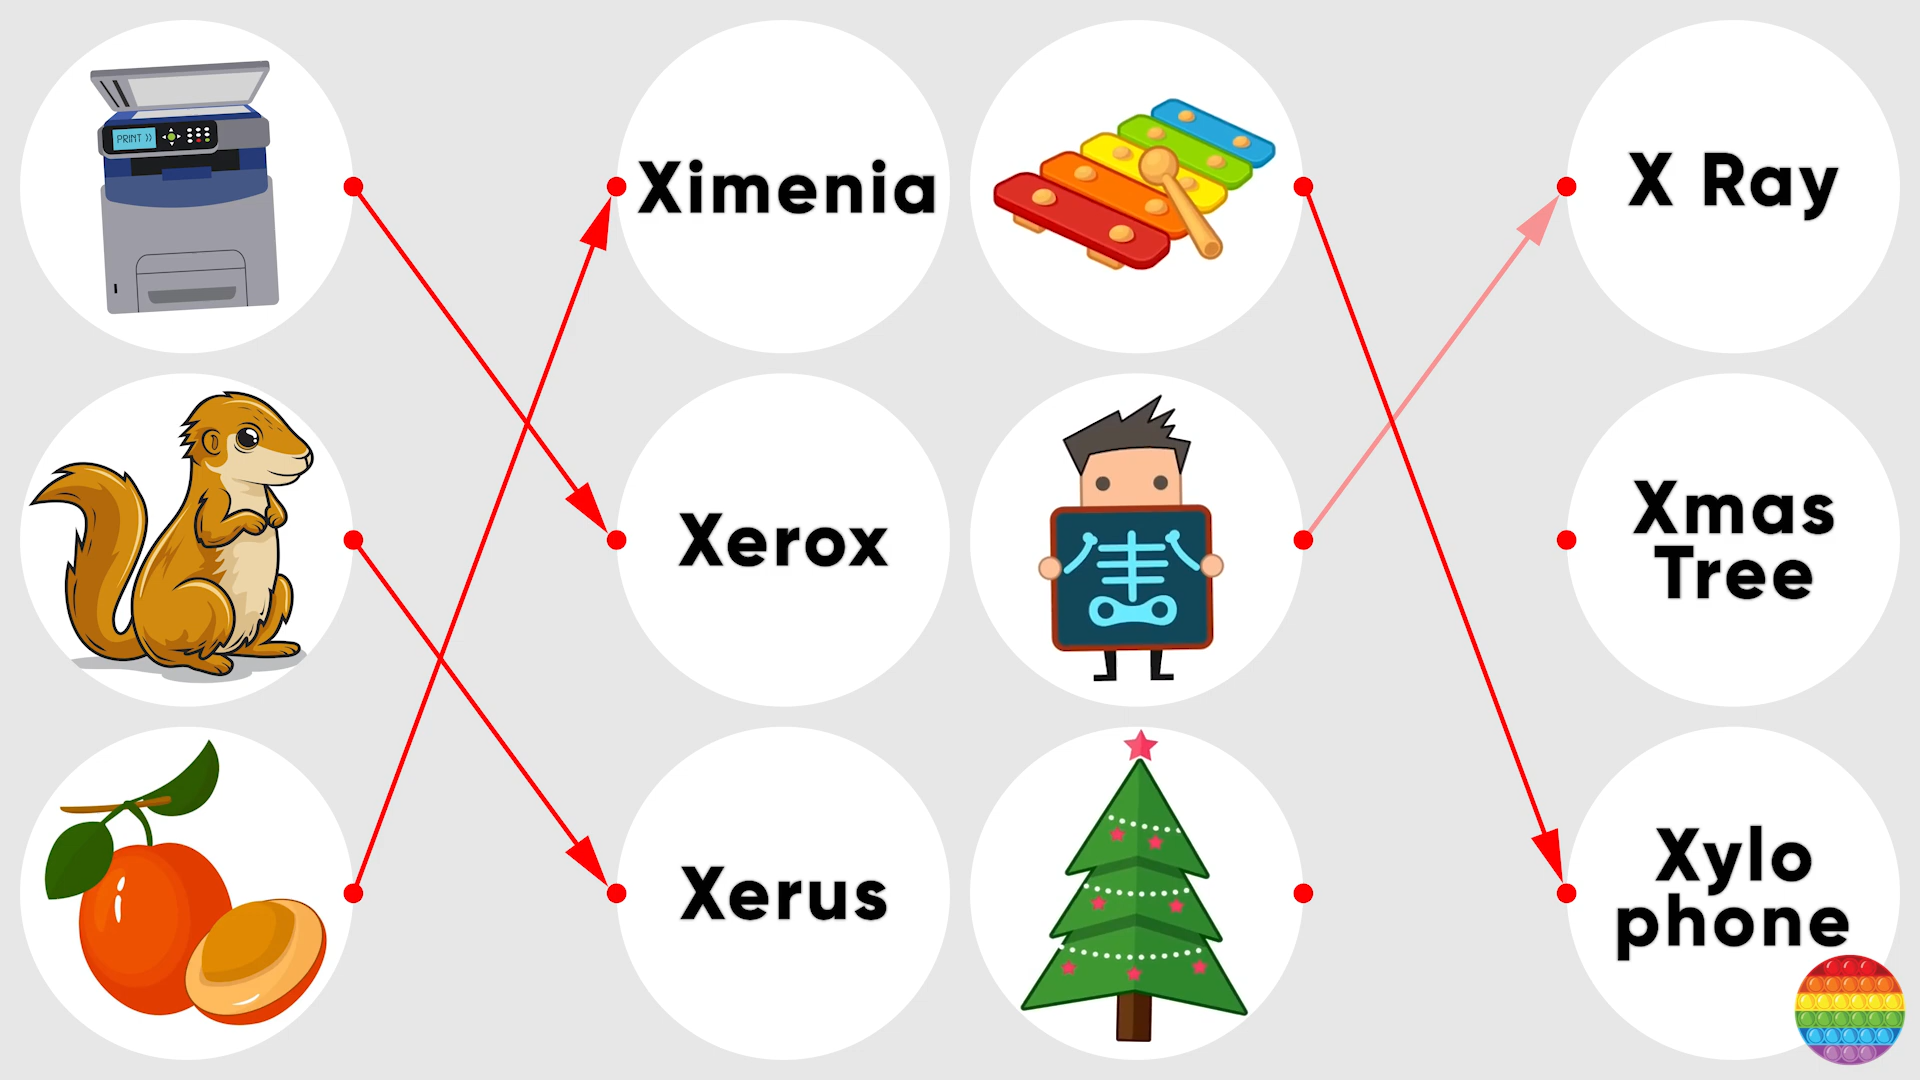 PRINT »
Ximenia
X Ray
Xerox
Xmas
Tree
Xerus
Xylo
phone